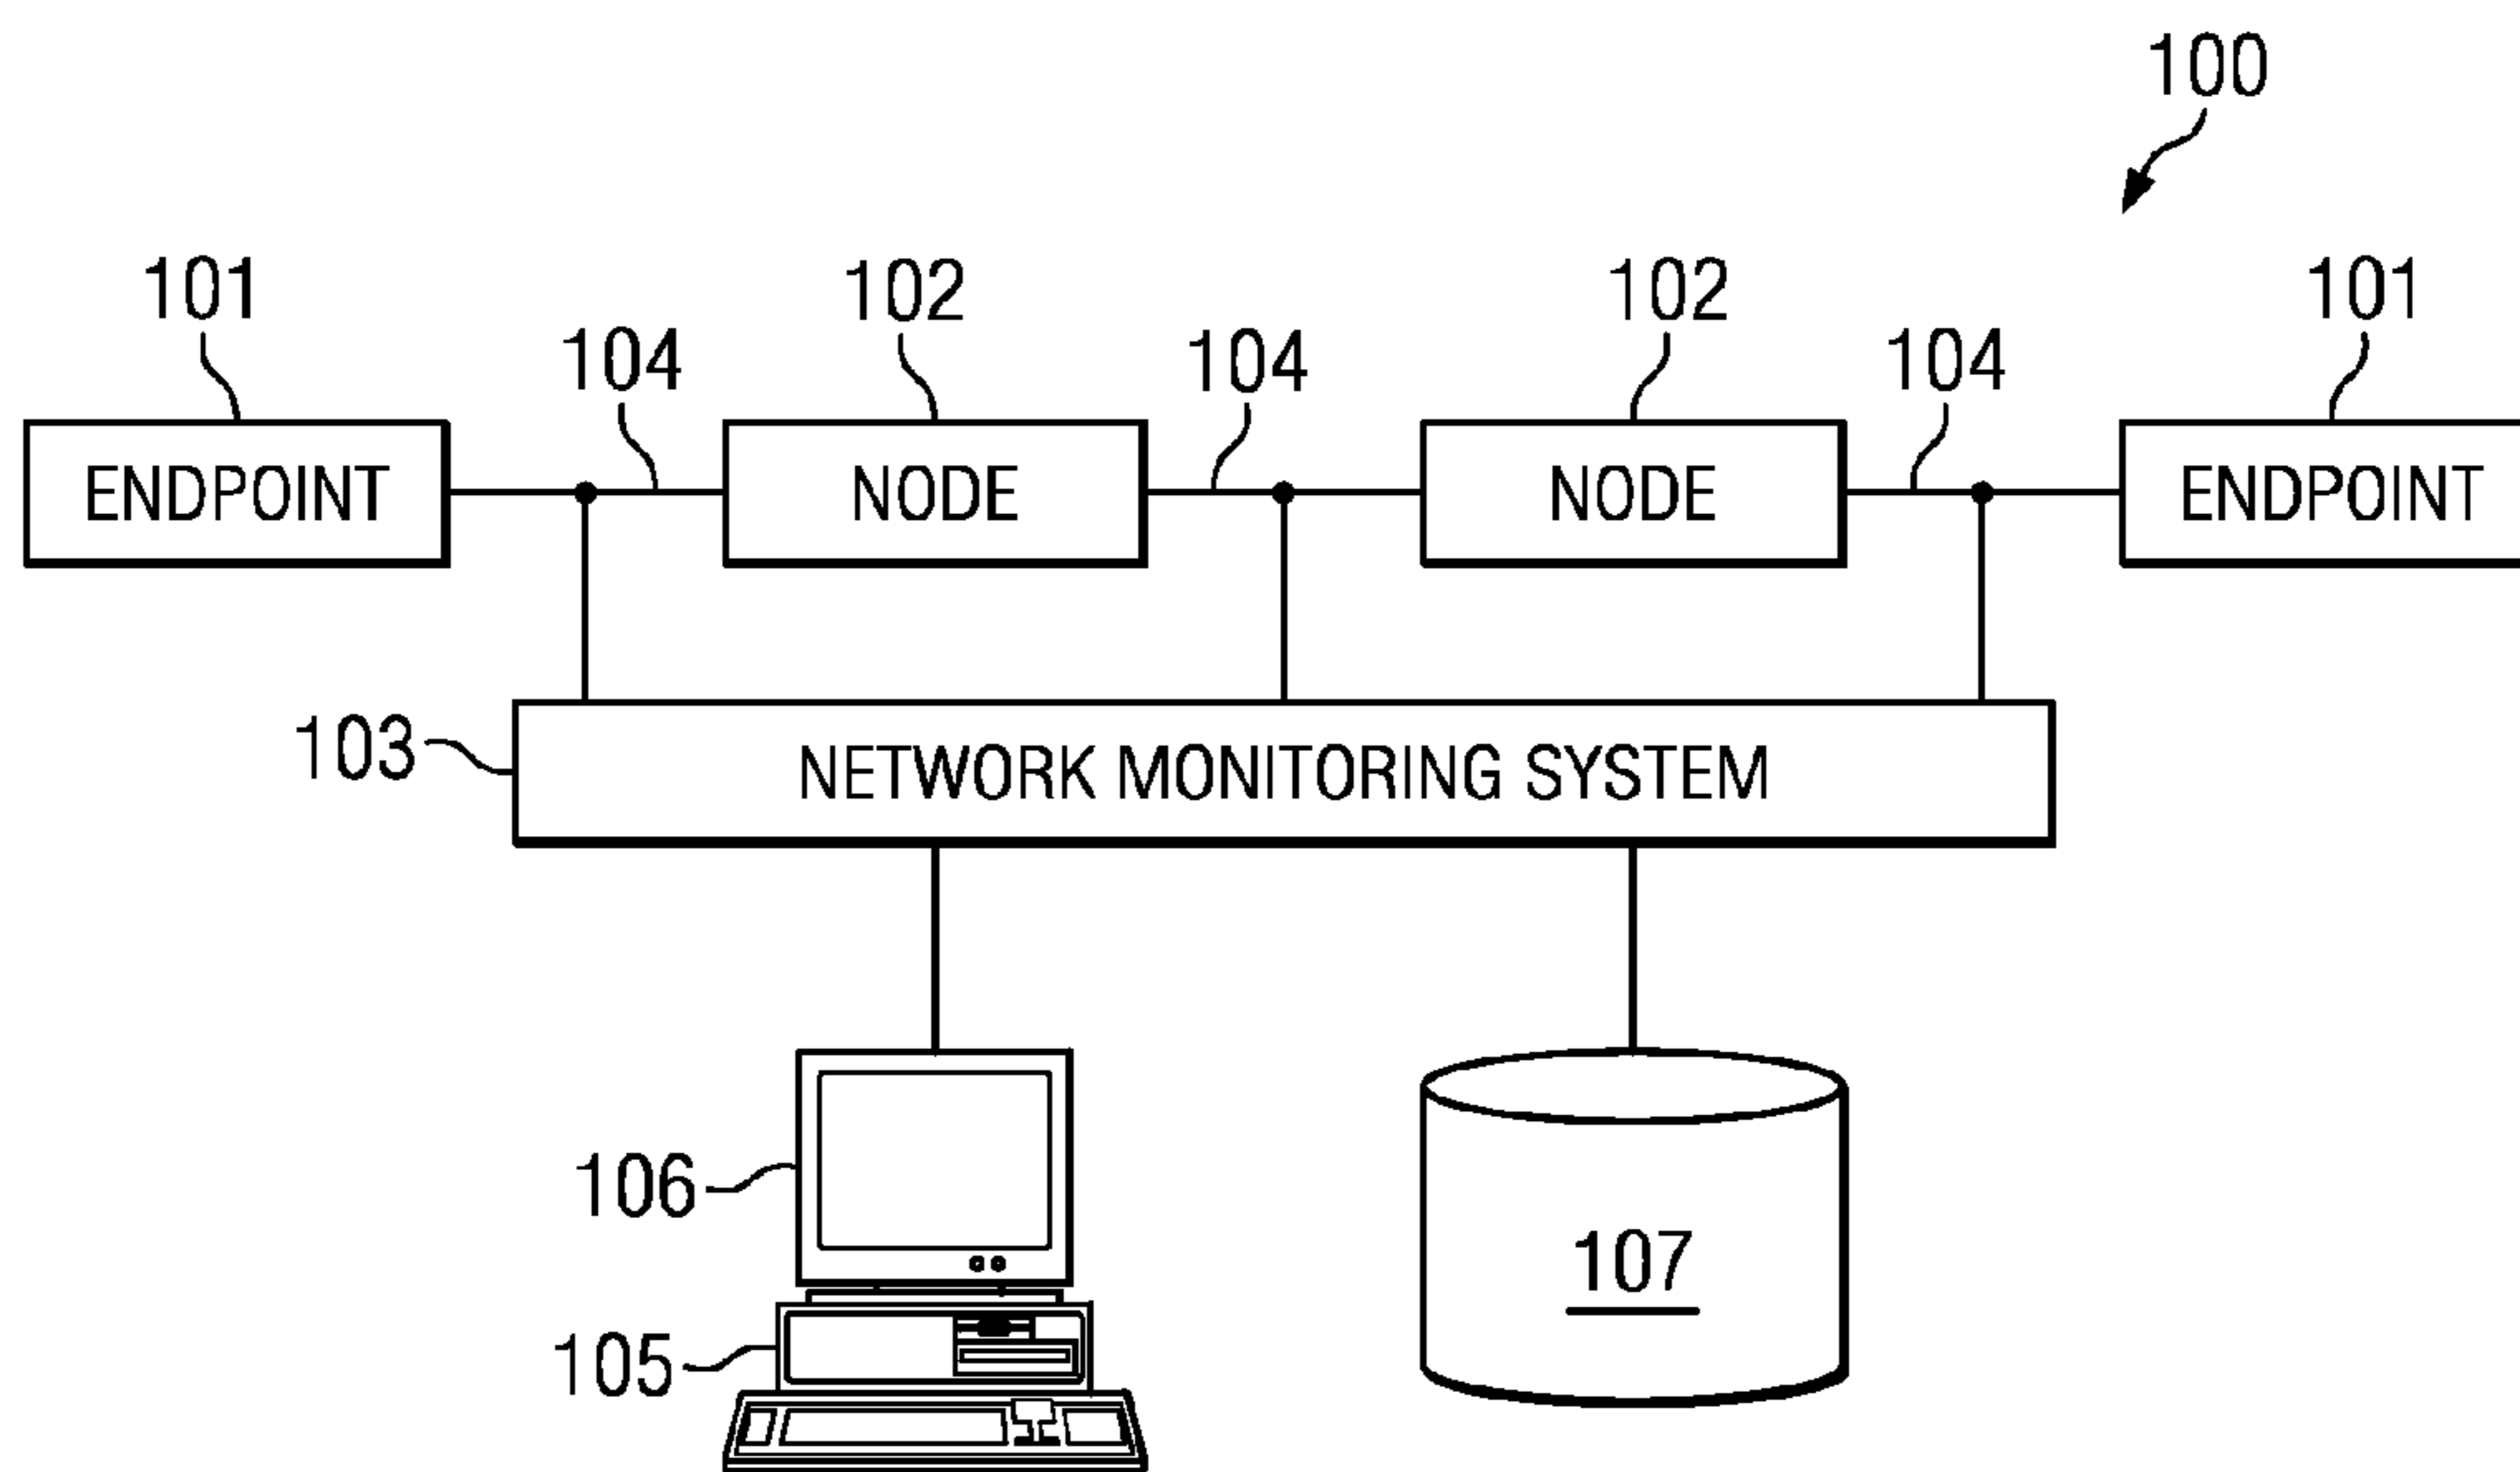 100
101
102
102
101
104
104
104
ENDPOINT
NODE
NODE
ENDPOINT
103
NETWORK MONITORING SYSTEM
106
107
105